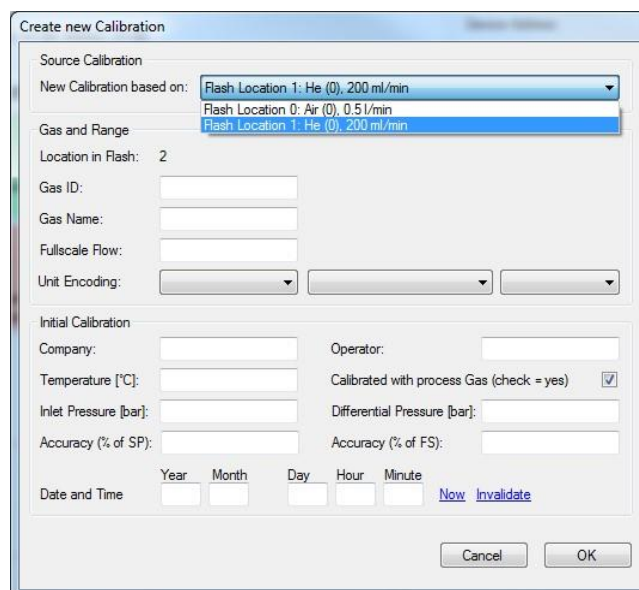 Create new Calibration
Source Calibration
New Calibration based on: Flash Location 1: He (0), 200 ml/min
Flash Location 0: Air (0), 0.5 l/min
Flash Location 1: He (0), 200 ml/min
Gas and Range
Location in Flash: 2
Gas ID:
Gas Name:
Fullscale Flow:
Unit Encoding:
Initial Calibration
Company: Operator:
Temperature [°C]: Calibrated with process Gas (check = yes)
Inlet Pressure [bar]: Differential Pressure [bar]:
Accuracy (% of SP): Accuracy (% of FS):
Year Month Day Hour Minute
Date and Time Now Invalidate
Cancel OK